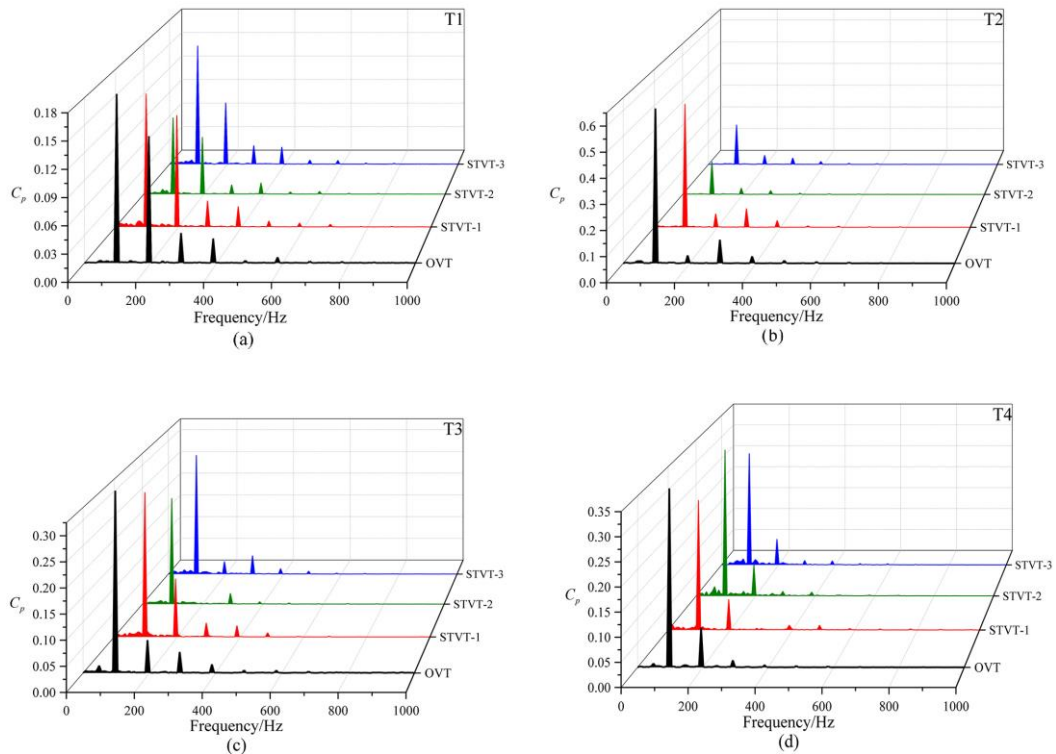 T1
0.18
0.15
0.12
0.09
0.06
0.03
0.00
Cp
STVT-3
STVT-2
STVT-1
OVT
0 200 400 600 800 1000
Frequency/Hz
(a)
T2
0.6
0.5
0.4
0.3
0.2
0.1
0.0
Cp
STVT-3
STVT-2
STVT-1
OVT
0 200 400 600 800 1000
Frequency/Hz
(b)
T3
0.30
0.25
0.20
0.15
0.10
0.05
0.00
Cp
STVT-3
STVT-2
STVT-1
OVT
0 200 400 600 800 1000
Frequency/Hz
(c)
T4
0.35
0.30
0.25
0.20
0.15
0.10
0.05
0.00
Cp
STVT-3
STVT-2
STVT-1
OVT
0 200 400 600 800 1000
Frequency/Hz
(d)